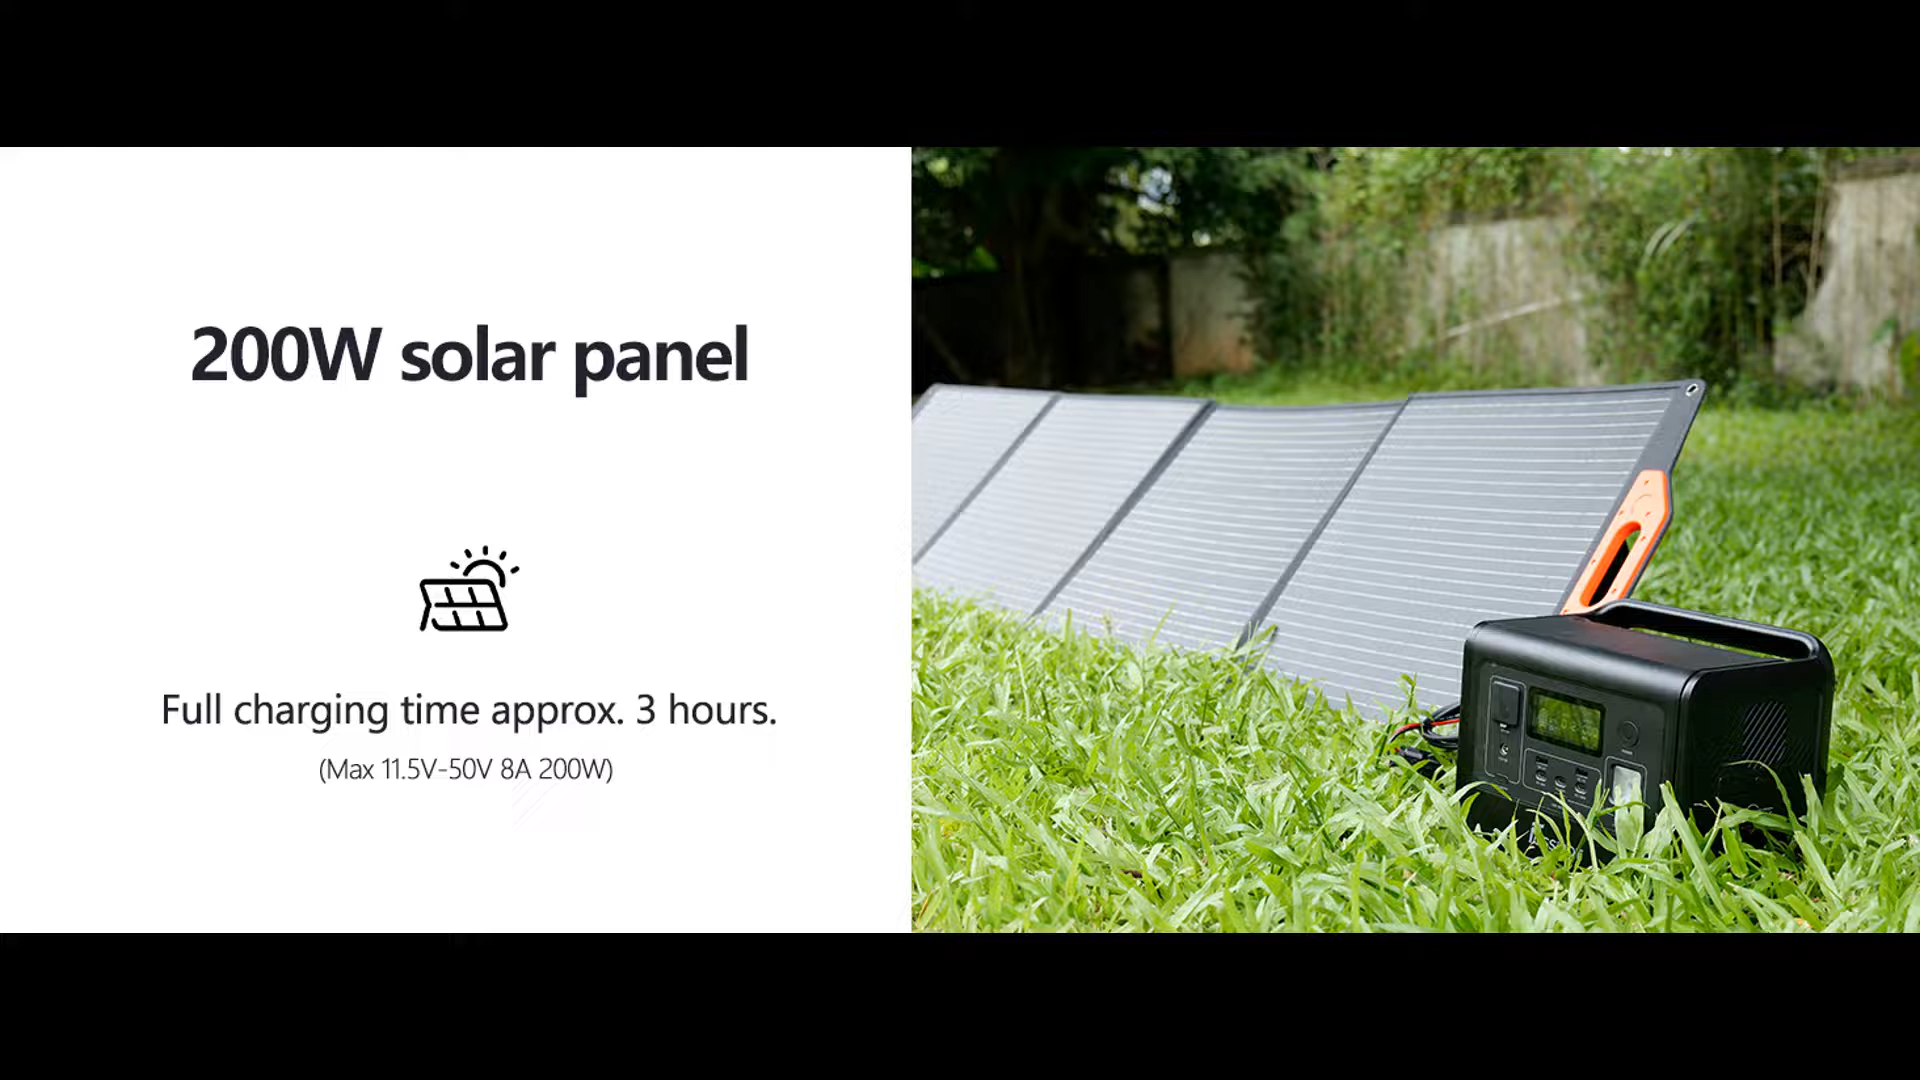 200W solar panel
Full charging time approx. 3 hours.
(Max 11.5V-50V 8A 200W)